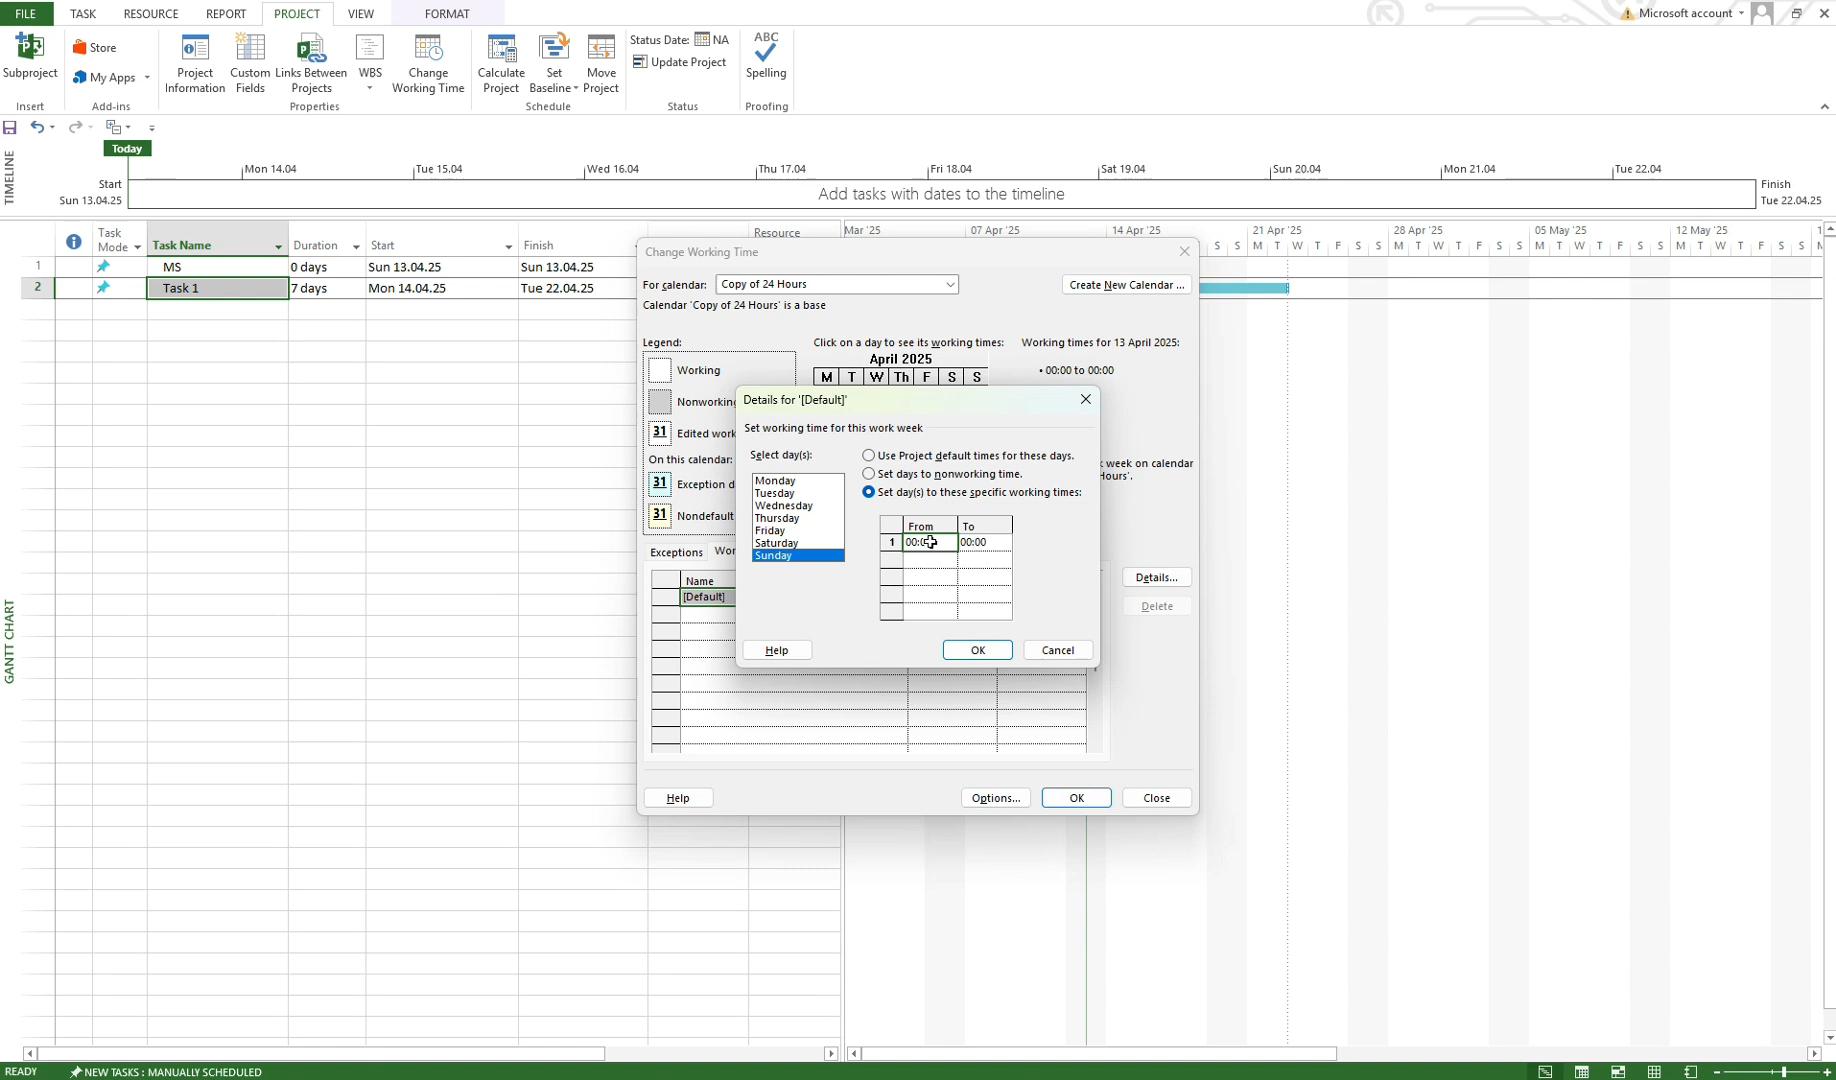 FILE TASK RESOURCE REPORT PROJECT VIEW FORMAT Microsoft account
Subproject
Store
My Apps
Project Information
Custom Fields
Links Between Projects
WBS
Change Working Time
Calculate Project
Set Baseline
Move Project
Status Date: NA
Update Project
ABC
Spelling
Insert Add-ins Properties Schedule Status Proofing
TIMELINE
Today
Mon 14.04 Tue 15.04 Wed 16.04 Thu 17.04 Fri 18.04 Sat 19.04 Sun 20.04 Mon 21.04 Tue 22.04
Start
Sun 13.04.25
Add tasks with dates to the timeline
Finish
Tue 22.04.25
GANTT CHART
Task Mode Task Name Duration Start Finish Resource
1 MS 0 days Sun 13.04.25 Sun 13.04.25
2 Task 1 7 days Mon 14.04.25 Tue 22.04.25
Mar '25 07 Apr '25 14 Apr '25 21 Apr '25 28 Apr '25 05 May '25 12 May '25
S S M T W T F S S M T W T F S S M T W T F S S M T W T F S S
Change Working Time
For calendar: Copy of 24 Hours
Create New Calendar ...
Calendar 'Copy of 24 Hours' is a base
Legend:
Working
Nonworking
31 Edited work
On this calendar:
31 Exception d
31 Nondefault
Click on a day to see its working times:
April 2025
M T W Th F S S
Working times for 13 April 2025:
• 00:00 to 00:00
k week on calendar
Hours'.
Exceptions Wor
Name
[Default]
Details...
Delete
Details for '[Default]'
Set working time for this work week
Select day(s):
Monday
Tuesday
Wednesday
Thursday
Friday
Saturday
Sunday
Use Project default times for these days.
Set days to nonworking time.
Set day(s) to these specific working times:
From To
1 00:0 00:00
Help OK Cancel
Help Options... OK Close
READY NEW TASKS : MANUALLY SCHEDULED